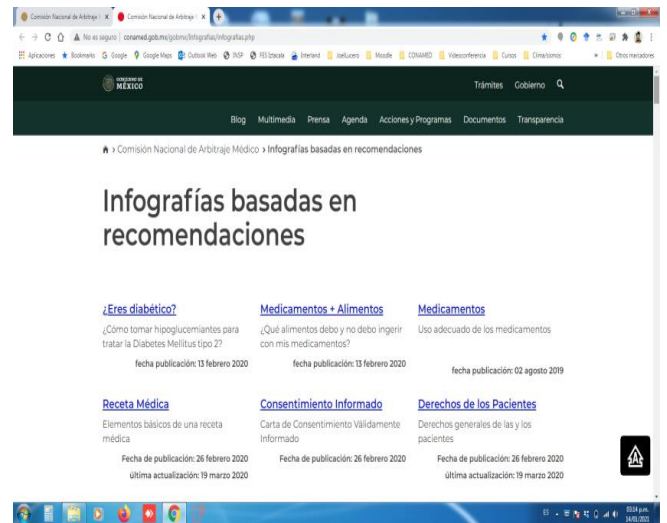 Comisión Nacional de Arbitraje
Comisión Nacional de Arbitraje
No es seguro | conamed.gob.mx/gobmx/Infografias/infografias.php
Aplicaciones Bookmarks Google Google Maps Outlook Web INSP FES Iztacala Interland Moodle CONAMED Videoconferencia Cursos Otros marcadores
GOBIERNO DE
MÉXICO
Trámites Gobierno
Blog Multimedia Prensa Agenda Acciones y Programas Documentos Transparencia
> Comisión Nacional de Arbitraje Médico > Infografías basadas en recomendaciones
Infografías basadas en
recomendaciones
¿Eres diabético? Medicamentos + Alimentos Medicamentos
¿Cómo tomar hipoglucemiantes para ¿Qué alimentos debo y no debo ingerir Uso adecuado de los medicamentos
tratar la Diabetes Mellitus tipo 2? con mis medicamentos?
fecha publicación: 13 febrero 2020 fecha publicación: 13 febrero 2020 fecha publicación: 02 agosto 2019
Receta Médica Consentimiento Informado Derechos de los Pacientes
Elementos básicos de una receta Carta de Consentimiento Válidamente Derechos generales de las y los
médica Informado pacientes
Fecha de publicación: 26 febrero 2020 Fecha de publicación: 26 febrero 2020 Fecha de publicación: 26 febrero 2020
última actualización: 19 marzo 2020 última actualización: 19 marzo 2020
ES
03:14 p.m.
14/01/2021